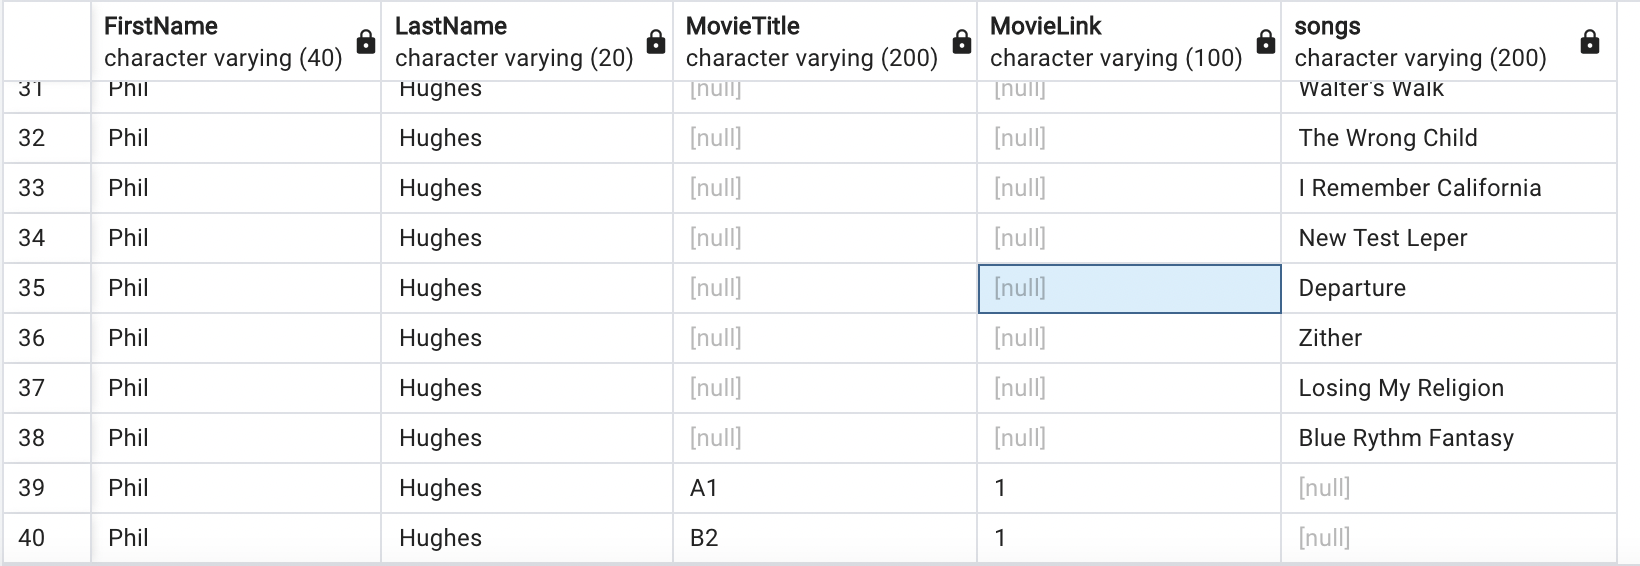 FirstName LastName MovieTitle MovieLink songs
character varying (40) character varying (20) character varying (200) character varying (100) character varying (200)
31 Phil Hughes [null] [null] Walter's Walk
32 Phil Hughes [null] [null] The Wrong Child
33 Phil Hughes [null] [null] I Remember California
34 Phil Hughes [null] [null] New Test Leper
35 Phil Hughes [null] [null] Departure
36 Phil Hughes [null] [null] Zither
37 Phil Hughes [null] [null] Losing My Religion
38 Phil Hughes [null] [null] Blue Rythm Fantasy
39 Phil Hughes A1 1 [null]
40 Phil Hughes B2 1 [null]